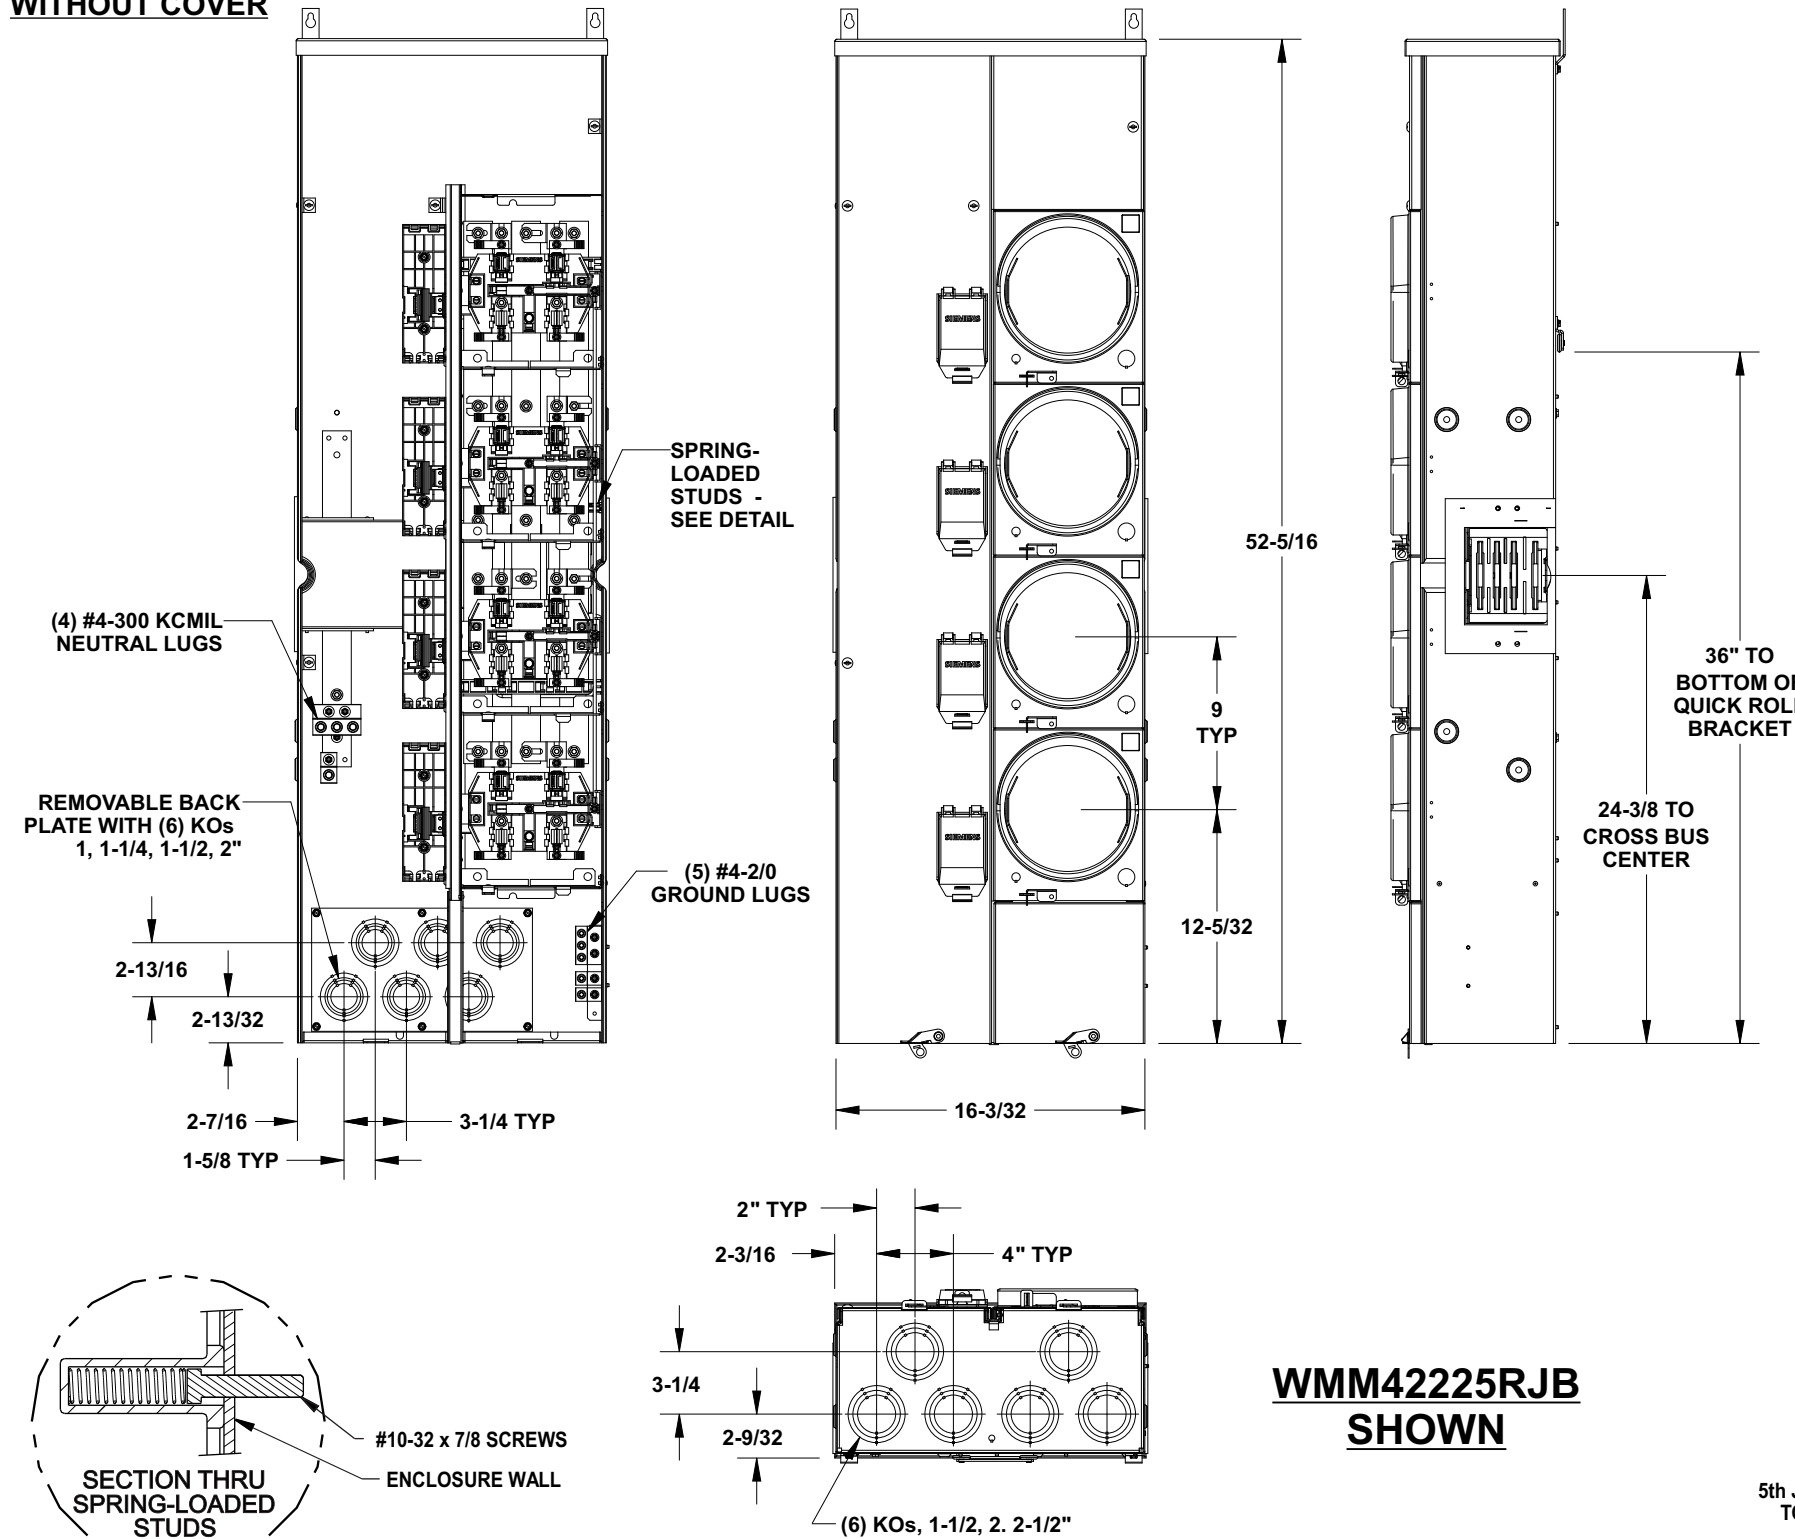 WITHOUT COVER
SPRING-
LOADED
STUDS -
SEE DETAIL
(4) #4-300 KCMIL
NEUTRAL LUGS
REMOVABLE BACK
PLATE WITH (6) KOs
1, 1-1/4, 1-1/2, 2"
(5) #4-2/0
GROUND LUGS
2-13/16
2-13/32
2-7/16
3-1/4 TYP
1-5/8 TYP
SIEMENS
SIEMENS
SIEMENS
SIEMENS
52-5/16
9
TYP
12-5/32
16-3/32
36" TO
BOTTOM OF
QUICK ROLL
BRACKET
24-3/8 TO
CROSS BUS
CENTER
2" TYP
2-3/16
4" TYP
3-1/4
2-9/32
(6) KOs, 1-1/2, 2. 2-1/2"
#10-32 x 7/8 SCREWS
ENCLOSURE WALL
SECTION THRU
SPRING-LOADED
STUDS
WMM42225RJB
SHOWN
5th